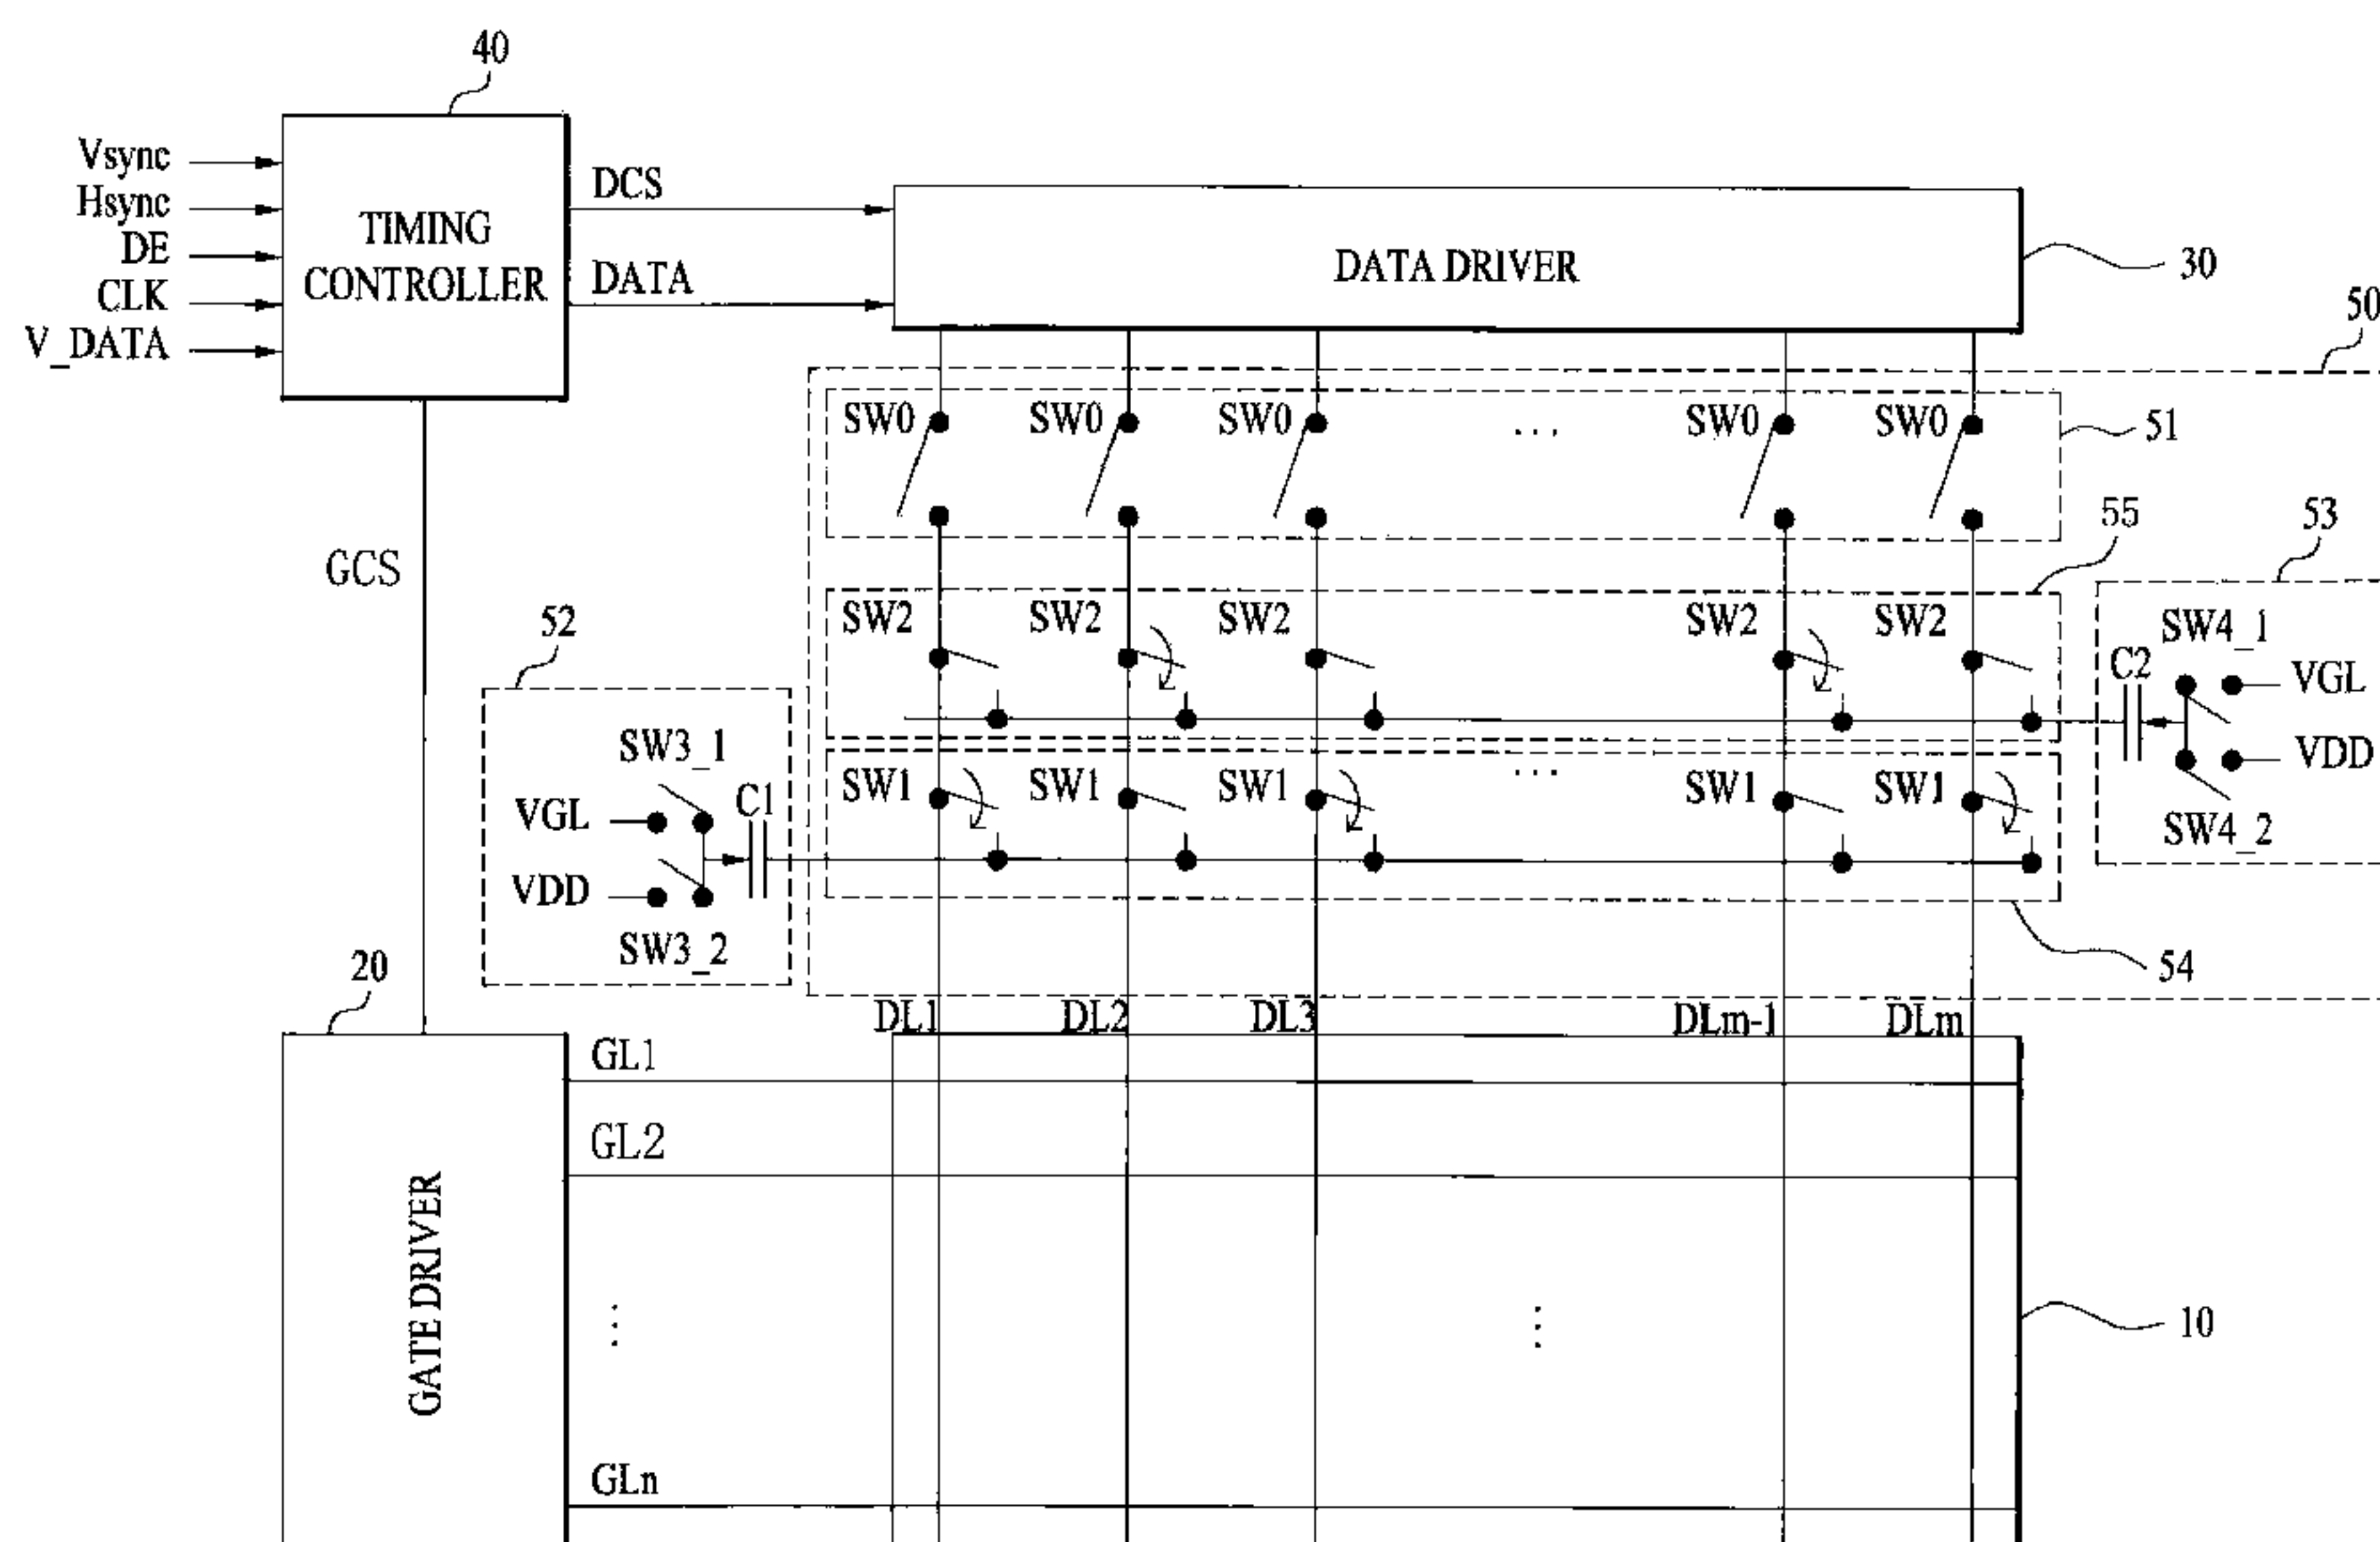 40
Vsync
Hsync
DE
CLK
V_DATA
TIMING
CONTROLLER
DCS
DATA
DATA DRIVER
30
50
SW0 SW0 SW0 ... SW0 SW0
51
GCS
55
53
SW2 SW2 SW2 SW2 SW2
SW4_1
C2
VGL
VDD
SW4_2
52
SW3_1
VGL
C1
VDD
SW3_2
SW1 SW1 SW1 ... SW1 SW1
54
20
DL1 DL2 DL3 DLm-1 DLm
GL1
GL2
GATE DRIVER
10
GLn